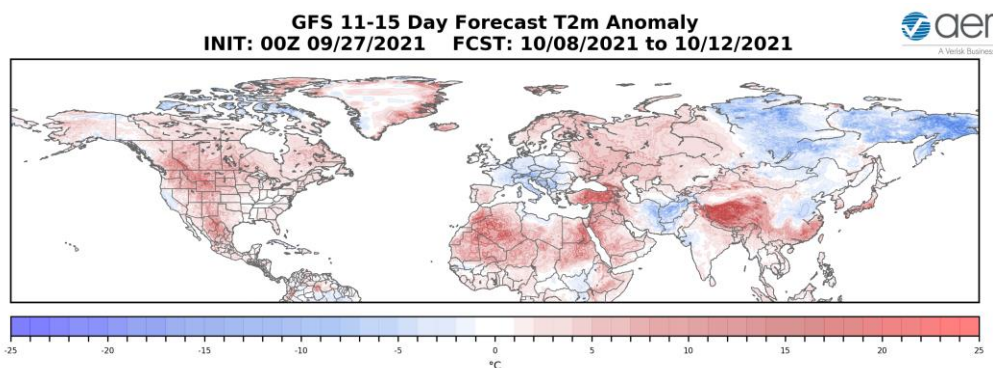 GFS 11-15 Day Forecast T2m Anomaly
INIT: 00Z 09/27/2021 FCST: 10/08/2021 to 10/12/2021
aer
A Verisk Business
-25 -20 -15 -10 -5 0 5 10 15 20 25
°C